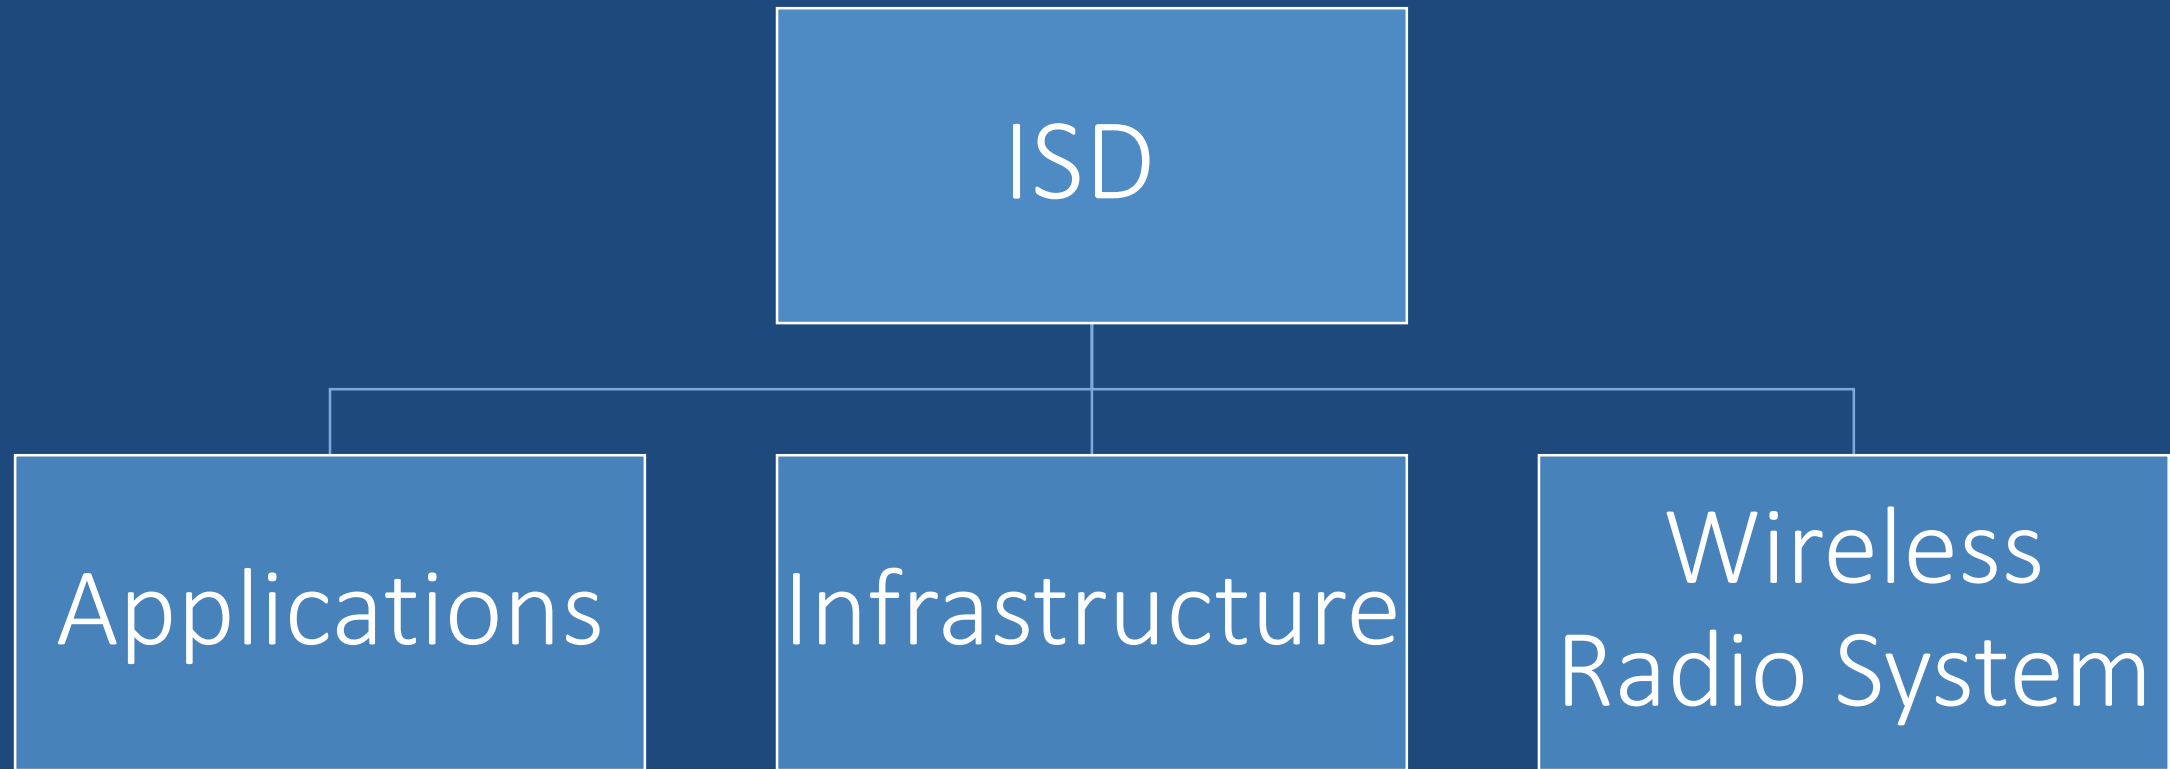 ISD
Applications
Infrastructure
Wireless
Radio System